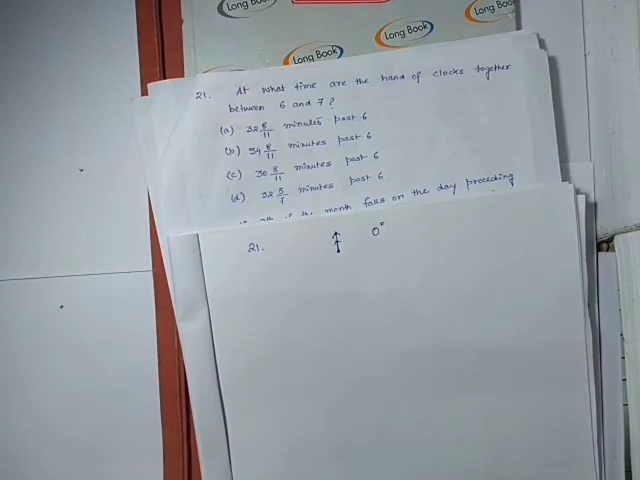 Long Book
Long Book
Long Book
Long Book
21. At what time are the hand of clocks together
between 6 and 7?
(a) 32 8/11 minutes past 6
(b) 34 8/11 minutes past 6
(c) 30 8/11 minutes past 6
(d) 32 5/7 minutes past 6
month falls on the day preceding
21. 0°